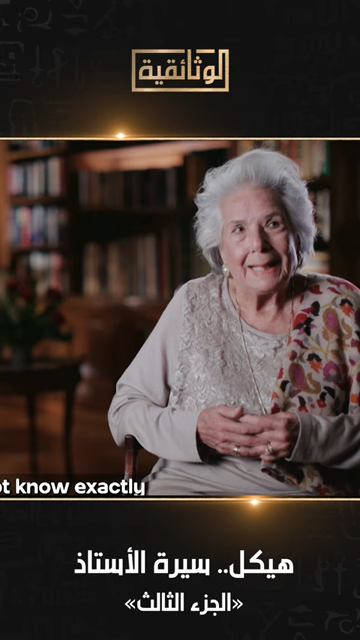 الوثائقية
t know exactly
هيكل.. سيرة الأستاذ
«الجزء الثالث»